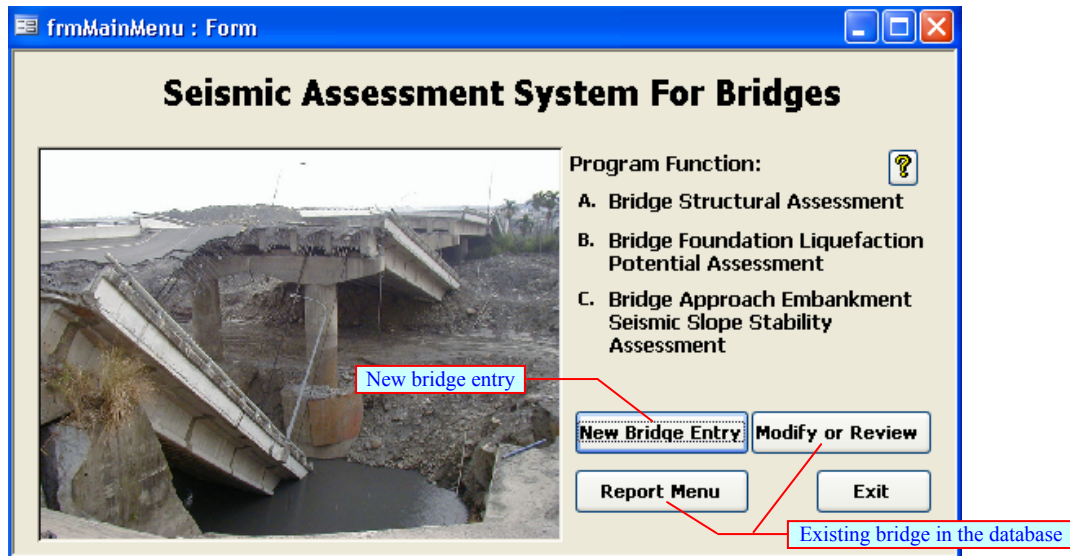 frmMainMenu : Form
Seismic Assessment System For Bridges
Program Function:
?
A. Bridge Structural Assessment
B. Bridge Foundation Liquefaction
Potential Assessment
C. Bridge Approach Embankment
Seismic Slope Stability
Assessment
New bridge entry
New Bridge Entry
Modify or Review
Report Menu
Exit
Existing bridge in the database